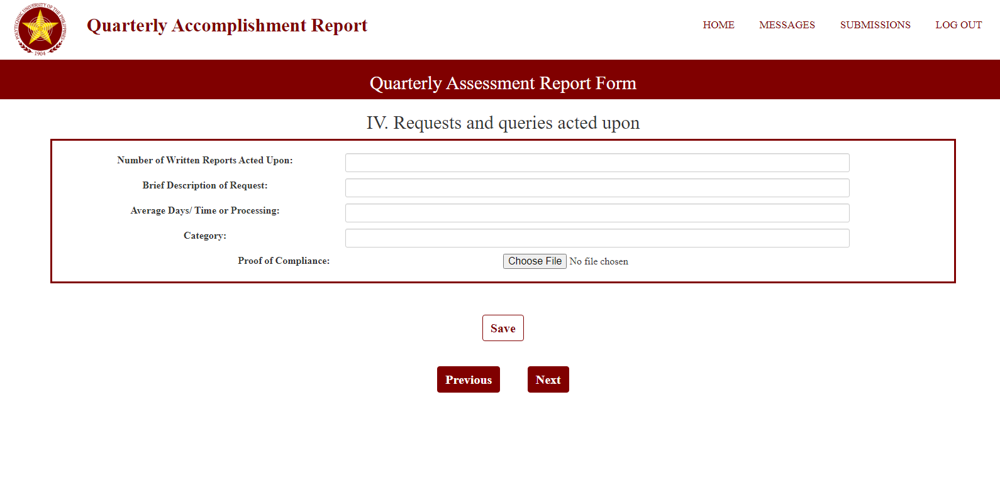 POLYTECHNIC UNIVERSITY OF THE PHILIPPINES
1904
Quarterly Accomplishment Report
HOME MESSAGES SUBMISSIONS LOG OUT
Quarterly Assessment Report Form
IV. Requests and queries acted upon
Number of Written Reports Acted Upon:
Brief Description of Request:
Average Days/ Time or Processing:
Category:
Proof of Compliance: Choose File No file chosen
Save
Previous Next